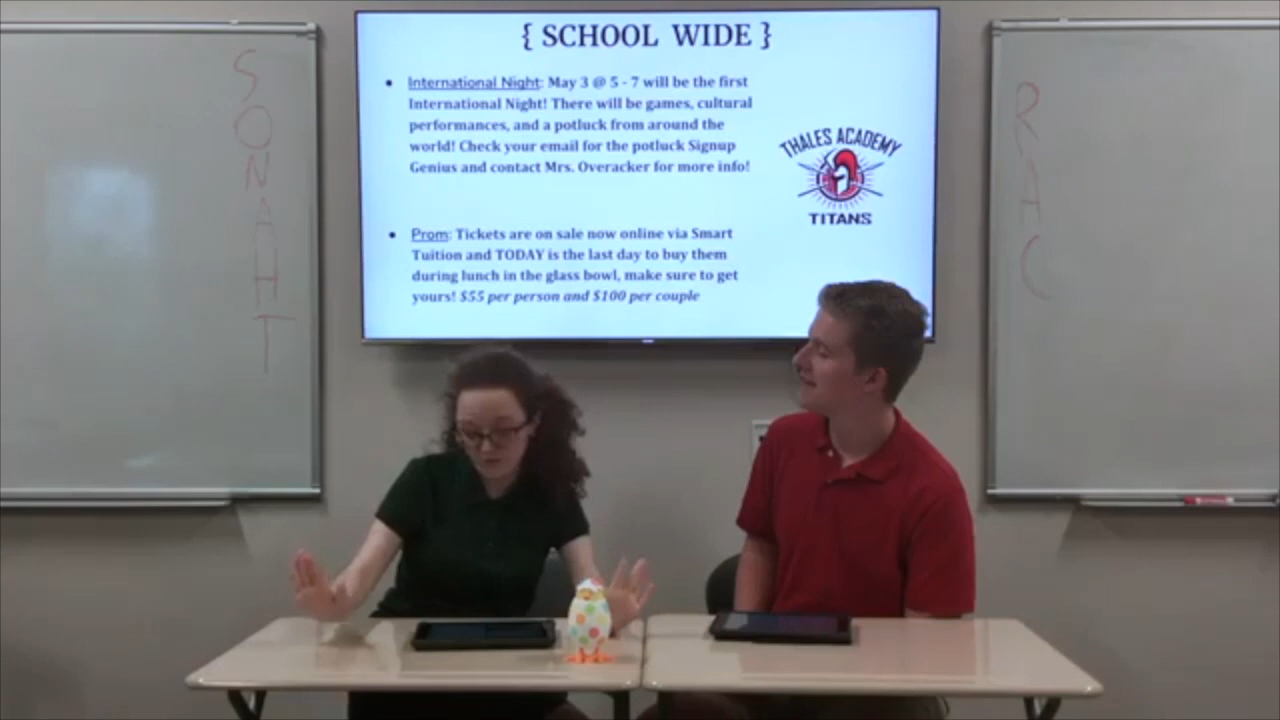 { SCHOOL WIDE }
International Night: May 3 @ 5 - 7 will be the first
International Night! There will be games, cultural
performances, and a potluck from around the
world! Check your email for the potluck Signup
Genius and contact Mrs. Overacker for more info!
Prom: Tickets are on sale now online via Smart
Tuition and TODAY is the last day to buy them
during lunch in the glass bowl, make sure to get
yours! $55 per person and $100 per couple
THALES ACADEMY
TITANS
S
O
N
A
H
T
R
A
C